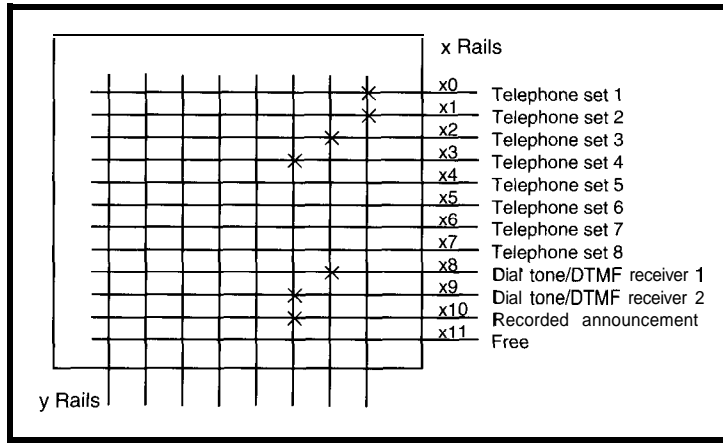 x Rails
x0 Telephone set 1
x1 Telephone set 2
x2 Telephone set 3
x3 Telephone set 4
x4 Telephone set 5
x5 Telephone set 6
x6 Telephone set 7
x7 Telephone set 8
x8 Dial tone/DTMF receiver 1
x9 Dial tone/DTMF receiver 2
x10 Recorded announcement
x11 Free
y Rails